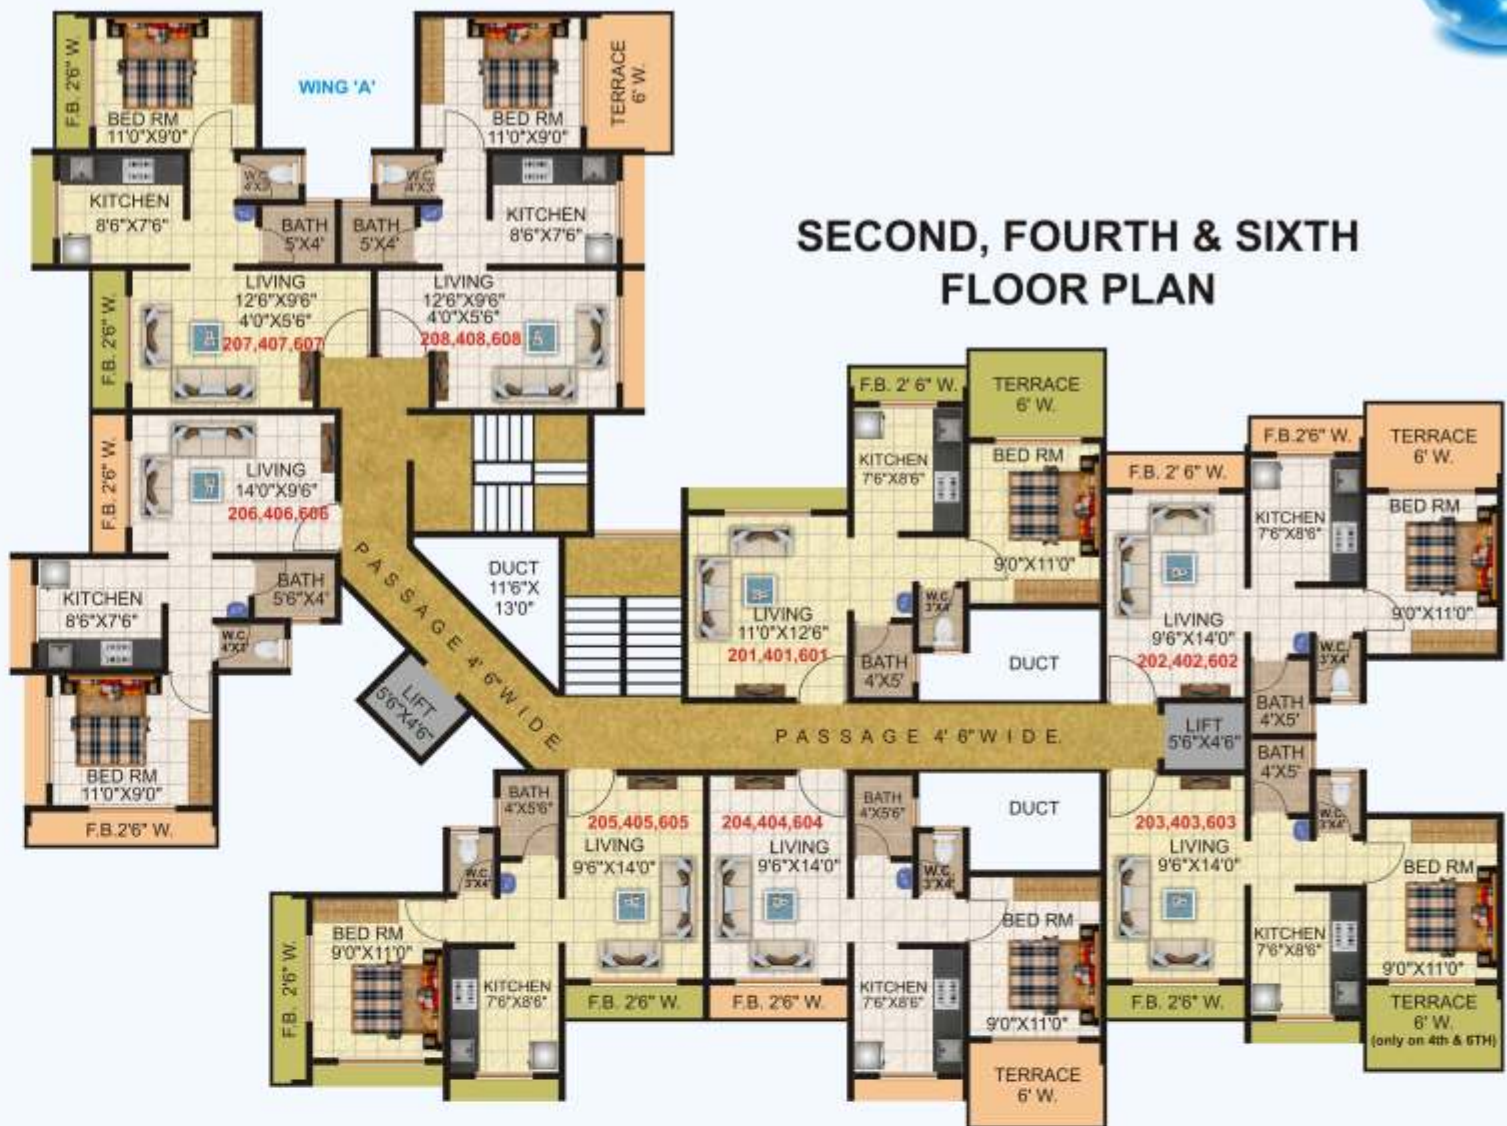 SECOND, FOURTH & SIXTH
FLOOR PLAN
WING 'A'
F.B. 2'6" W.
BED RM
11'0"X9'0"
KITCHEN
8'6"X7'6"
W.C.
4'X3'
BATH
5'X4'
F.B. 2'6" W.
LIVING
12'6"X9'6"
4'0"X5'6"
207,407,607
BED RM
11'0"X9'0"
TERRACE
6' W.
W.C.
4'X3'
BATH
5'X4'
KITCHEN
8'6"X7'6"
LIVING
12'6"X9'6"
4'0"X5'6"
208,408,608
F.B. 2'6" W.
LIVING
14'0"X9'6"
206,406,606
KITCHEN
8'6"X7'6"
BATH
5'6"X4'
W.C.
4'X3'
BED RM
11'0"X9'0"
F.B.2'6" W.
PASSAGE 4' 6"WIDE
DUCT
11'6"X
13'0"
LIFT
5'6"X4'6"
F.B. 2' 6" W.
TERRACE
6' W.
KITCHEN
7'6"X8'6"
BED RM
9'0"X11'0"
LIVING
11'0"X12'6"
201,401,601
W.C.
3'X4'
BATH
4'X5'
DUCT
F.B. 2' 6" W.
F.B.2'6" W.
TERRACE
6' W.
KITCHEN
7'6"X8'6"
BED RM
9'0"X11'0"
LIVING
9'6"X14'0"
202,402,602
W.C.
3'X4'
BATH
4'X5'
PASSAGE 4' 6"WIDE.
LIFT
5'6"X4'6"
BATH
4'X5'
W.C.
3'X4'
203,403,603
LIVING
9'6"X14'0"
BED RM
9'0"X11'0"
KITCHEN
7'6"X8'6"
F.B. 2'6" W.
TERRACE
6' W.
(only on 4th & 6TH)
DUCT
BATH
4'X5'6"
204,404,604
LIVING
9'6"X14'0"
W.C.
3'X4'
BED RM
9'0"X11'0"
KITCHEN
7'6"X8'6"
F.B. 2'6" W.
TERRACE
6' W.
BATH
4'X5'6"
205,405,605
LIVING
9'6"X14'0"
W.C.
3'X4'
BED RM
9'0"X11'0"
F.B. 2'6" W.
KITCHEN
7'6"X8'6"
F.B. 2'6" W.